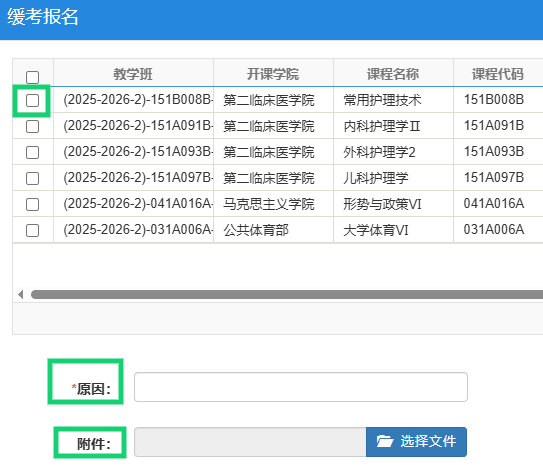 缓考报名
教学班 开课学院 课程名称 课程代码
(2025-2026-2)-151B008B- 第二临床医学院 常用护理技术 151B008B
(2025-2026-2)-151A091B- 第二临床医学院 内科护理学Ⅱ 151A091B
(2025-2026-2)-151A093B- 第二临床医学院 外科护理学2 151A093B
(2025-2026-2)-151A097B- 第二临床医学院 儿科护理学 151A097B
(2025-2026-2)-041A016A- 马克思主义学院 形势与政策VI 041A016A
(2025-2026-2)-031A006A- 公共体育部 大学体育VI 031A006A
*原因：
附件： 选择文件